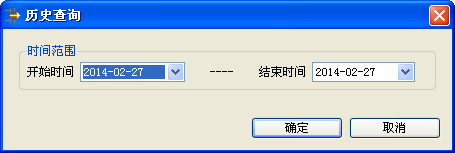 历史查询
时间范围
开始时间 2014-02-27 ---- 结束时间 2014-02-27
确定 取消